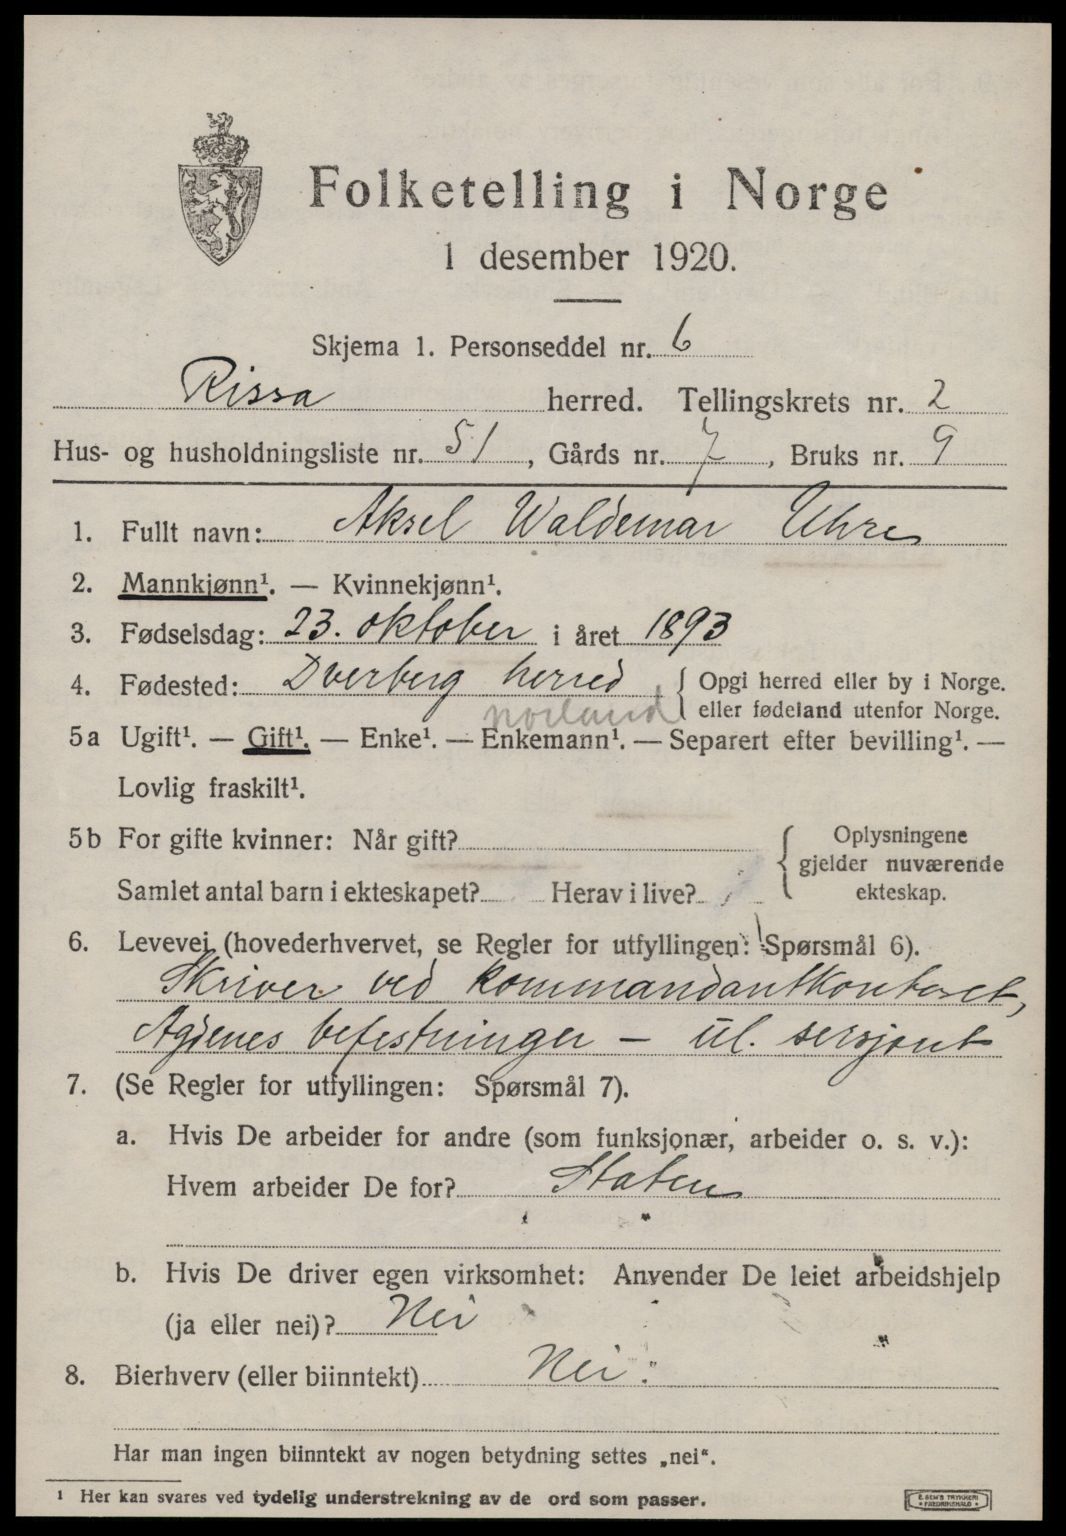 Folketelling i Norge
1 desember 1920.
Skjema 1. Personseddel nr. 6
Rissa herred. Tellingskrets nr. 2
Hus- og husholdningsliste nr. 51, Gårds nr. 7, Bruks nr. 9
1. Fullt navn: Aksel Waldemar Uhre
2. Mannkjønn¹. — Kvinnekjønn¹.
3. Fødselsdag: 23. oktober i året 1893
4. Fødested: Dverberg herred { Opgi herred eller by i Norge.
norland eller fødeland utenfor Norge.
5a Ugift¹. — Gift¹. — Enke¹. — Enkemann¹. — Separert efter bevilling¹. —
Lovlig fraskilt¹.
5b For gifte kvinner: Når gift? { Oplysningene
gjelder nuværende
Samlet antal barn i ekteskapet? Herav i live? ekteskap.
6. Levevei (hovederhvervet, se Regler for utfyllingen: Spørsmål 6).
Skriver ved kommandantkontoret,
Agdenes befestninger — ul. sersjant
7. (Se Regler for utfyllingen: Spørsmål 7).
a. Hvis De arbeider for andre (som funksjonær, arbeider o. s. v.):
Hvem arbeider De for? Staten
b. Hvis De driver egen virksomhet: Anvender De leiet arbeidshjelp
(ja eller nei)? Nei
8. Bierhverv (eller biinntekt) Nei.
Har man ingen biinntekt av nogen betydning settes „nei“.
¹ Her kan svares ved tydelig understrekning av de ord som passer.
E. SEM'S TRYKKERI
FREDRIKSHALD